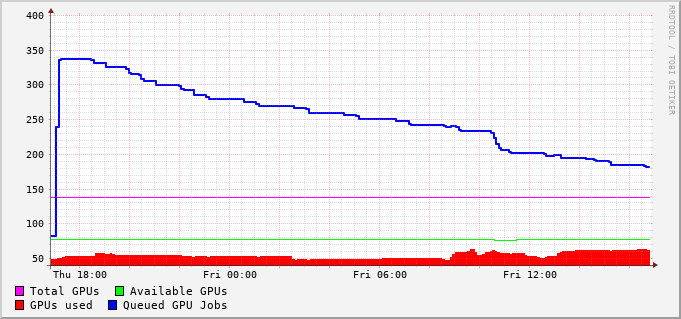 400
350
300
250
200
150
100
50
Thu 18:00 Fri 00:00 Fri 06:00 Fri 12:00
Total GPUs Available GPUs
GPUs used Queued GPU Jobs
RRDTOOL / TOBI OETIKER